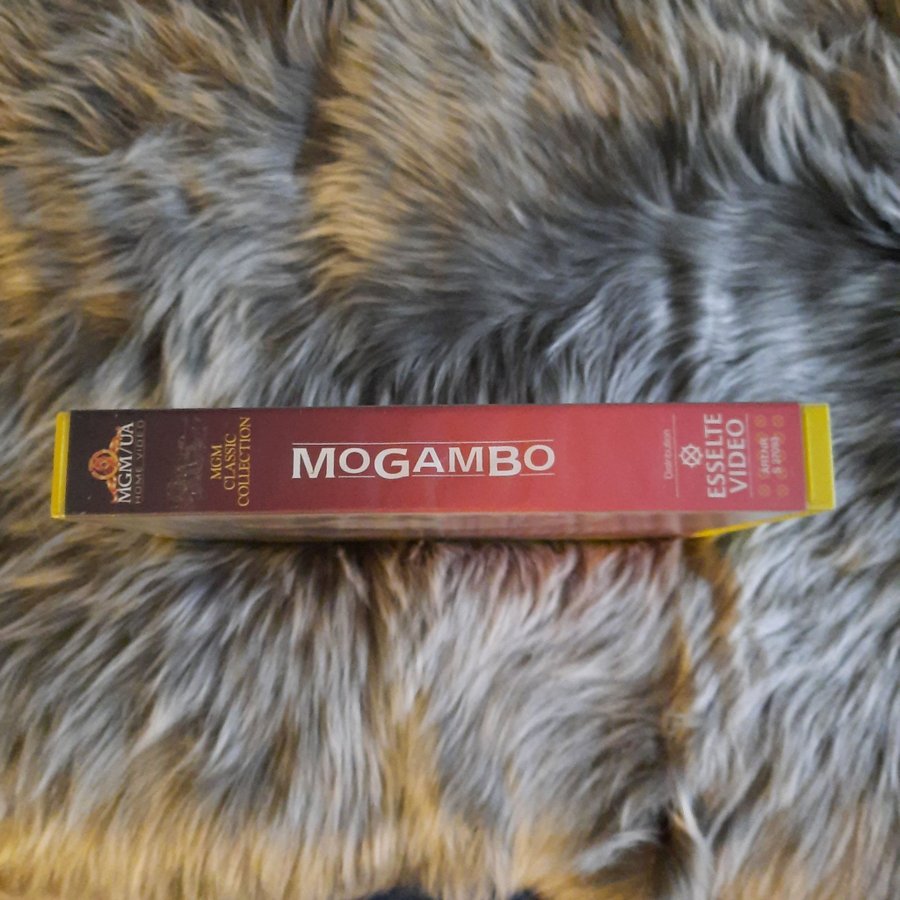 MGM/UA
HOME VIDEO
MGM
CLASSIC
COLLECTION
MOGAMBO
Distribution
ESSELTE
VIDEO